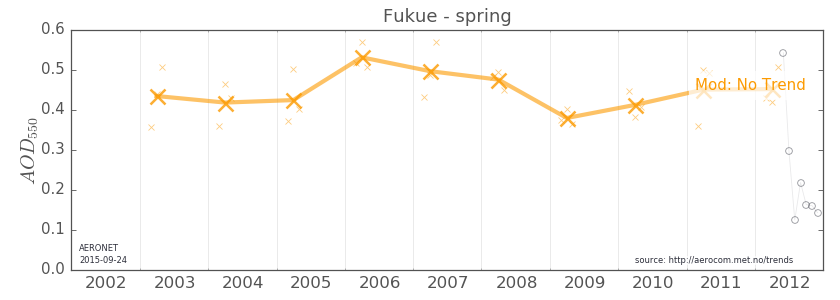 Fukue - spring
0.6
0.5
0.4
0.3
0.2
0.1
0.0
AOD550
Mod: No Trend
AERONET
2015-09-24
source: http://aerocom.met.no/trends
2002 2003 2004 2005 2006 2007 2008 2009 2010 2011 2012